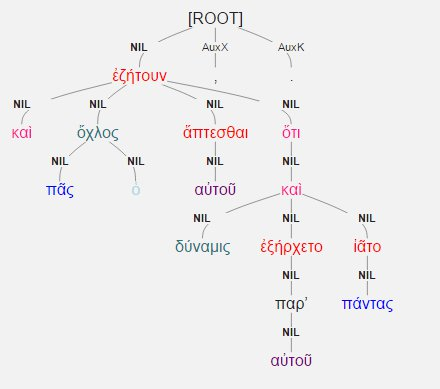 [ROOT]
NIL AuxX AuxK
ἐζήτουν , .
NIL NIL NIL NIL
καὶ ὄχλος ἅπτεσθαι ὅτι
NIL NIL NIL NIL
πᾶς ὁ αὐτοῦ καὶ
NIL NIL NIL
δύναμις ἐξήρχετο ἰᾶτο
NIL NIL
παρ’ πάντας
NIL
αὐτοῦ